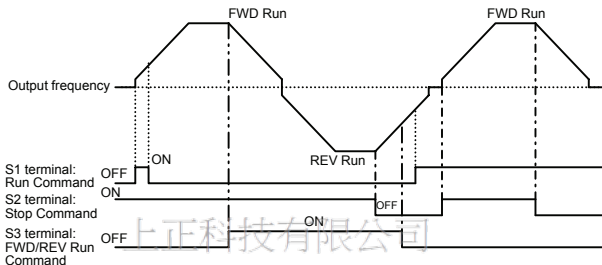 FWD Run FWD Run
Output frequency
REV Run
S1 terminal:
Run Command
OFF ON
S2 terminal:
Stop Command
ON OFF
S3 terminal:
FWD/REV Run
Command
OFF ON
上正科技有限公司